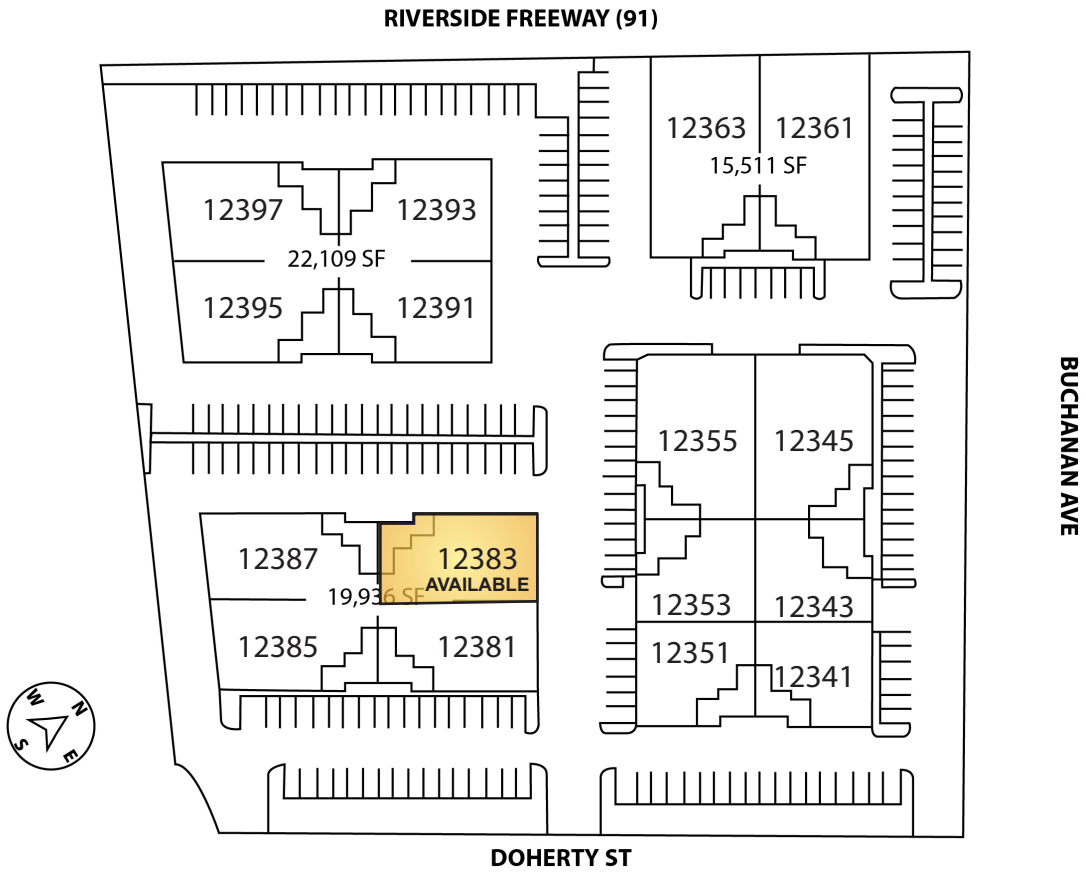 RIVERSIDE FREEWAY (91)
12363
12361
15,511 SF
12397
12393
22,109 SF
12395
12391
BUCHANAN AVE
12355
12345
12387
12383
AVAILABLE
19,936 SF
12353
12343
12385
12381
12351
12341
W
N
S
E
DOHERTY ST